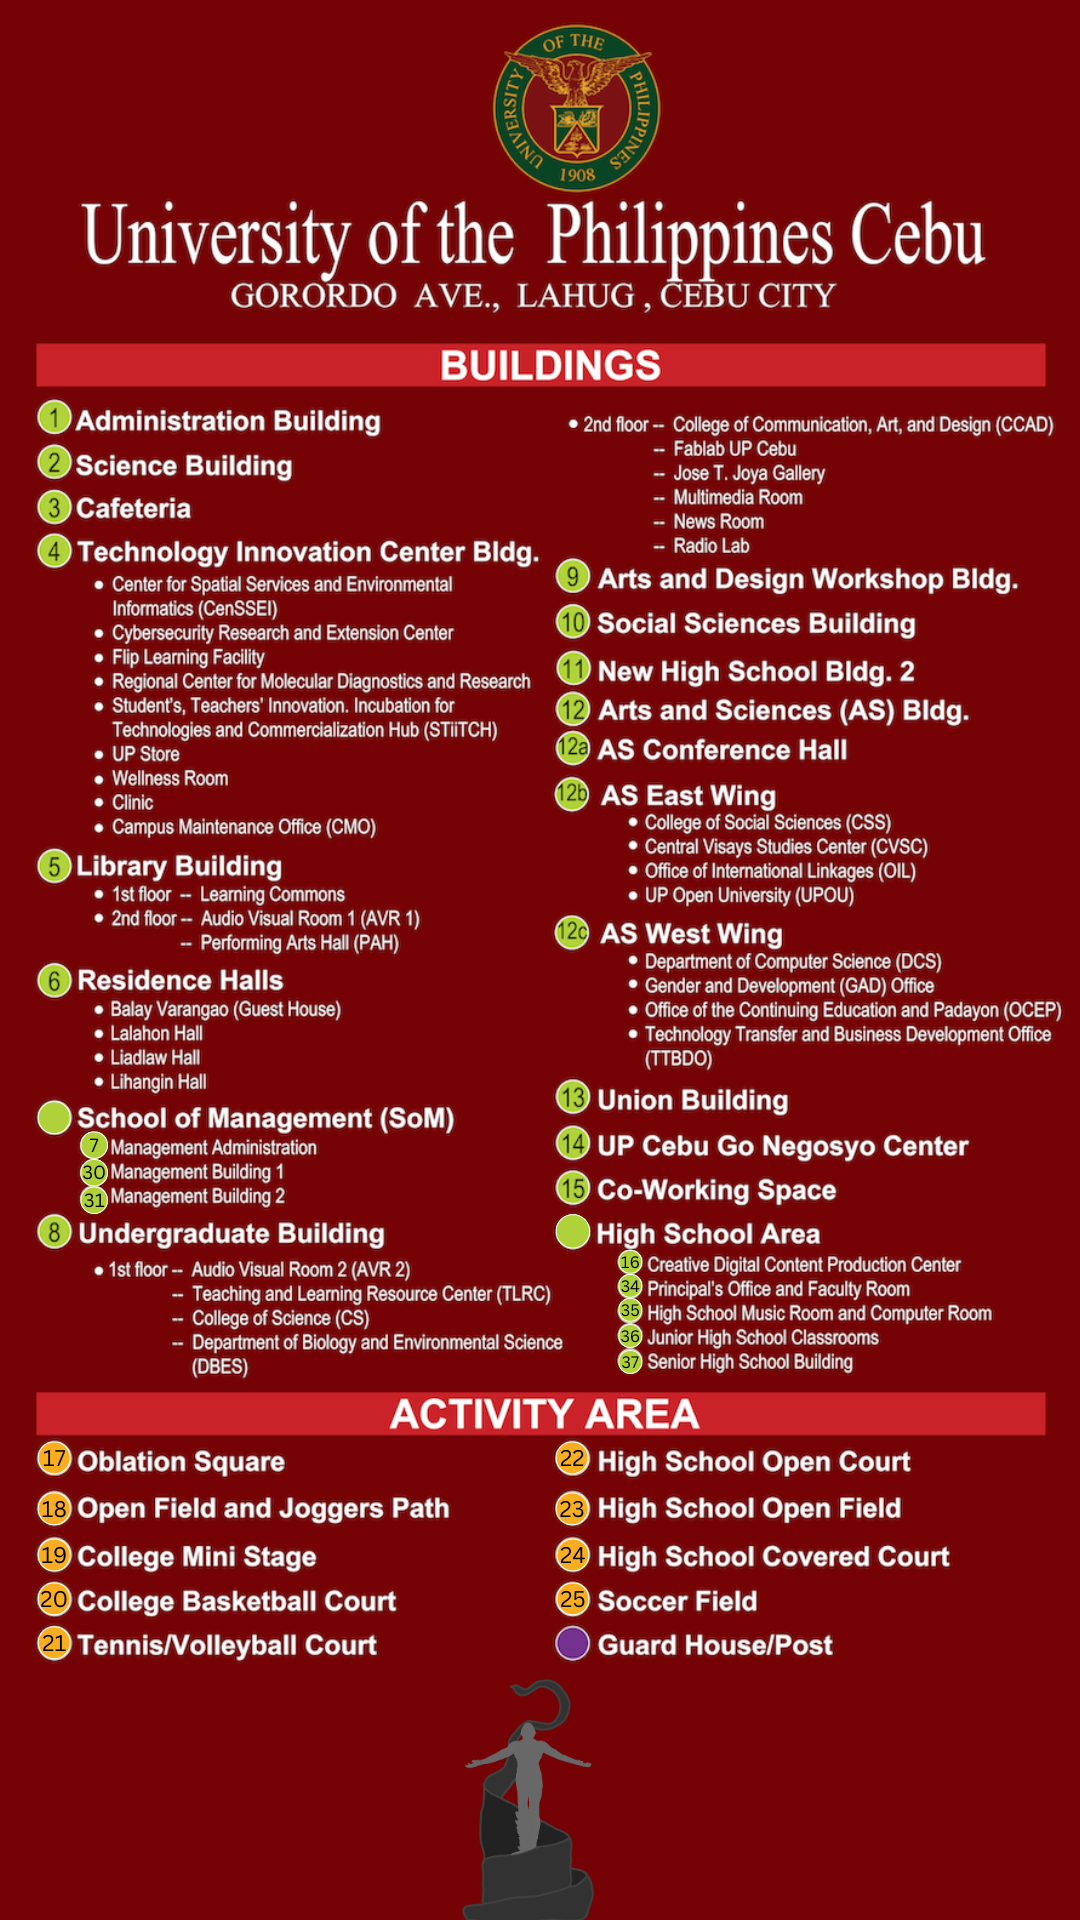 UNIVERSITY OF THE PHILIPPINES
1908
University of the Philippines Cebu
GORORDO AVE., LAHUG , CEBU CITY
BUILDINGS
1 Administration Building
2 Science Building
3 Cafeteria
4 Technology Innovation Center Bldg.
• Center for Spatial Services and Environmental
Informatics (CenSSEI)
• Cybersecurity Research and Extension Center
• Flip Learning Facility
• Regional Center for Molecular Diagnostics and Research
• Student's, Teachers' Innovation. Incubation for
Technologies and Commercialization Hub (STiiTCH)
• UP Store
• Wellness Room
• Clinic
• Campus Maintenance Office (CMO)
5 Library Building
• 1st floor -- Learning Commons
• 2nd floor -- Audio Visual Room 1 (AVR 1)
-- Performing Arts Hall (PAH)
6 Residence Halls
• Balay Varangao (Guest House)
• Lalahon Hall
• Liadlaw Hall
• Lihangin Hall
School of Management (SoM)
7 Management Administration
30 Management Building 1
31 Management Building 2
8 Undergraduate Building
• 1st floor -- Audio Visual Room 2 (AVR 2)
-- Teaching and Learning Resource Center (TLRC)
-- College of Science (CS)
-- Department of Biology and Environmental Science
(DBES)
• 2nd floor -- College of Communication, Art, and Design (CCAD)
-- Fablab UP Cebu
-- Jose T. Joya Gallery
-- Multimedia Room
-- News Room
-- Radio Lab
9 Arts and Design Workshop Bldg.
10 Social Sciences Building
11 New High School Bldg. 2
12 Arts and Sciences (AS) Bldg.
12a AS Conference Hall
12b AS East Wing
• College of Social Sciences (CSS)
• Central Visays Studies Center (CVSC)
• Office of International Linkages (OIL)
• UP Open University (UPOU)
12c AS West Wing
• Department of Computer Science (DCS)
• Gender and Development (GAD) Office
• Office of the Continuing Education and Padayon (OCEP)
• Technology Transfer and Business Development Office
(TTBDO)
13 Union Building
14 UP Cebu Go Negosyo Center
15 Co-Working Space
High School Area
16 Creative Digital Content Production Center
34 Principal's Office and Faculty Room
35 High School Music Room and Computer Room
36 Junior High School Classrooms
37 Senior High School Building
ACTIVITY AREA
17 Oblation Square
18 Open Field and Joggers Path
19 College Mini Stage
20 College Basketball Court
21 Tennis/Volleyball Court
22 High School Open Court
23 High School Open Field
24 High School Covered Court
25 Soccer Field
Guard House/Post